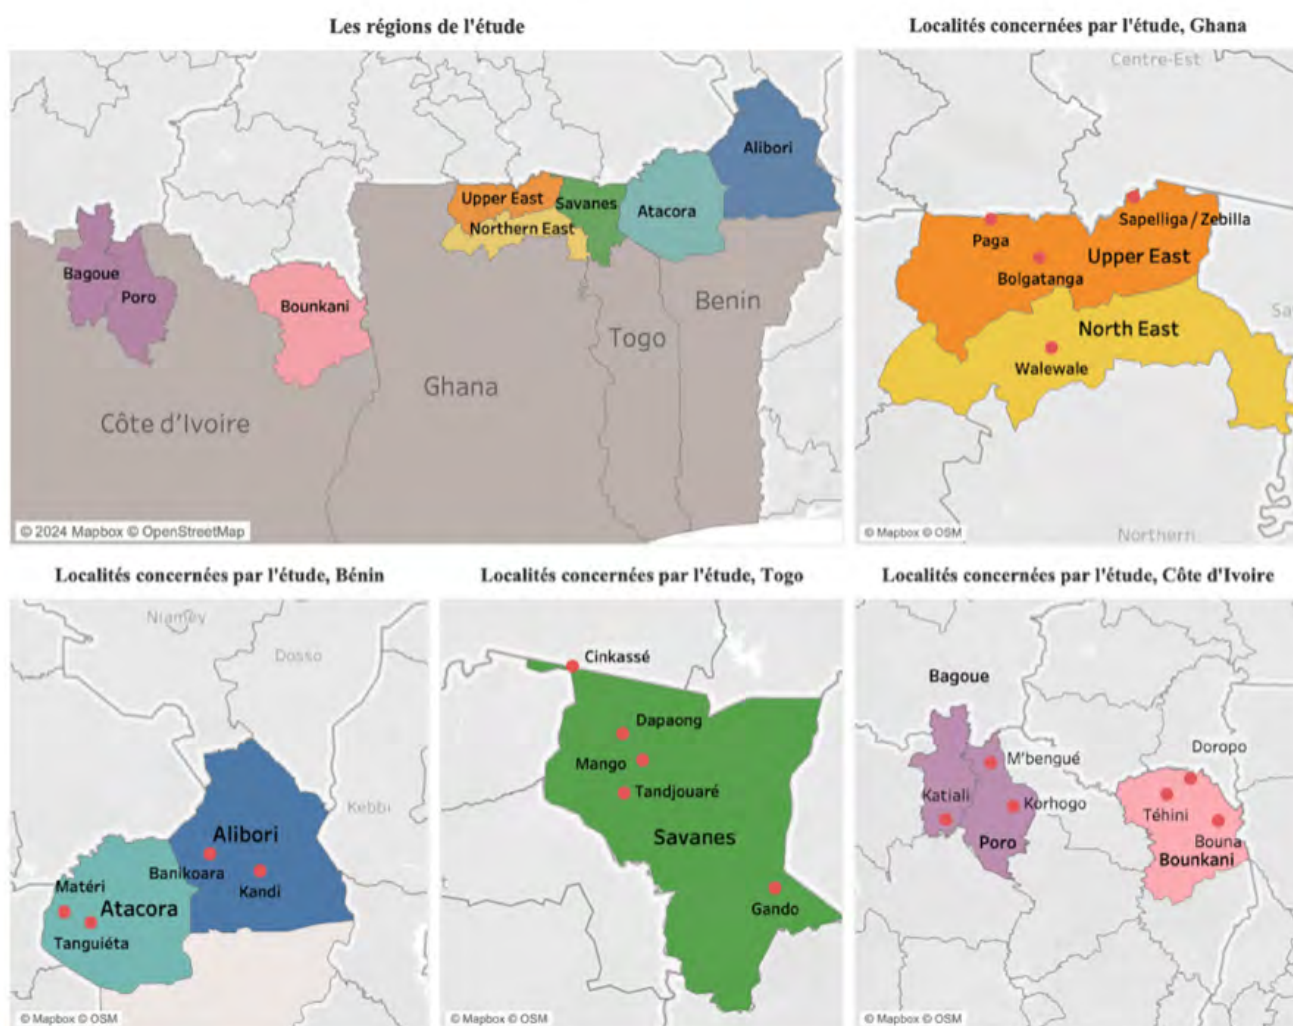 Les régions de l'étude
Alibori
Upper East
Savanes
Atacora
Northern East
Bagoue
Poro
Bounkani
Benin
Togo
Ghana
Côte d'Ivoire
© 2024 Mapbox © OpenStreetMap
Localités concernées par l'étude, Ghana
Centre-Est
Sapelliga / Zebilla
Paga
Upper East
Bolgatanga
Sa
North East
Walewale
Northern
© Mapbox © OSM
Localités concernées par l'étude, Bénin
Niamey
Dosso
Kebbi
Alibori
Banikoara
Kandi
Matéri
Atacora
Tanguiéta
© Mapbox © OSM
Localités concernées par l'étude, Togo
Cinkassé
Dapaong
Mango
Tandjouaré
Savanes
Gando
© Mapbox © OSM
Localités concernées par l'étude, Côte d'Ivoire
Bagoue
Doropo
M'bengué
Katiali
Korhogo
Téhini
Poro
Bouna
Bounkani
© Mapbox © OSM